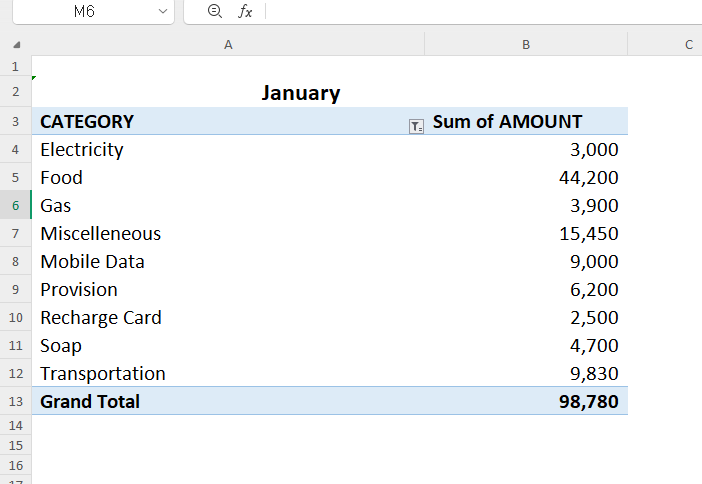 M6 fx
A B C
1
2 January
3 CATEGORY Sum of AMOUNT
4 Electricity 3,000
5 Food 44,200
6 Gas 3,900
7 Miscelleneous 15,450
8 Mobile Data 9,000
9 Provision 6,200
10 Recharge Card 2,500
11 Soap 4,700
12 Transportation 9,830
13 Grand Total 98,780
14
15
16
17